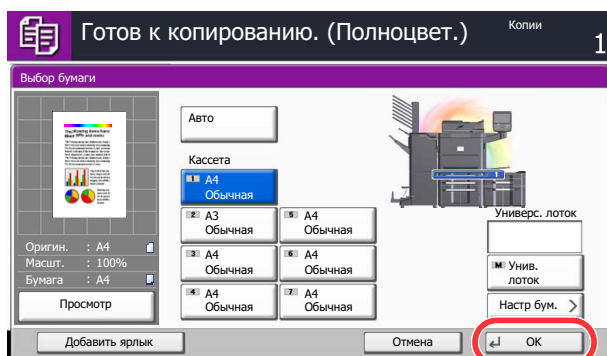 Готов к копированию. (Полноцвет.)
Копии
1
Выбор бумаги
Авто
Кассета
1 A4
Обычная
2 A3
Обычная
5 A4
Обычная
3 A4
Обычная
6 A4
Обычная
4 A4
Обычная
7 A4
Обычная
1
Универс. лоток
M Унив.
лоток
Настр бум.
Оригин. : A4
Масшт. : 100%
Бумага : A4
Просмотр
Добавить ярлык
Отмена
OK